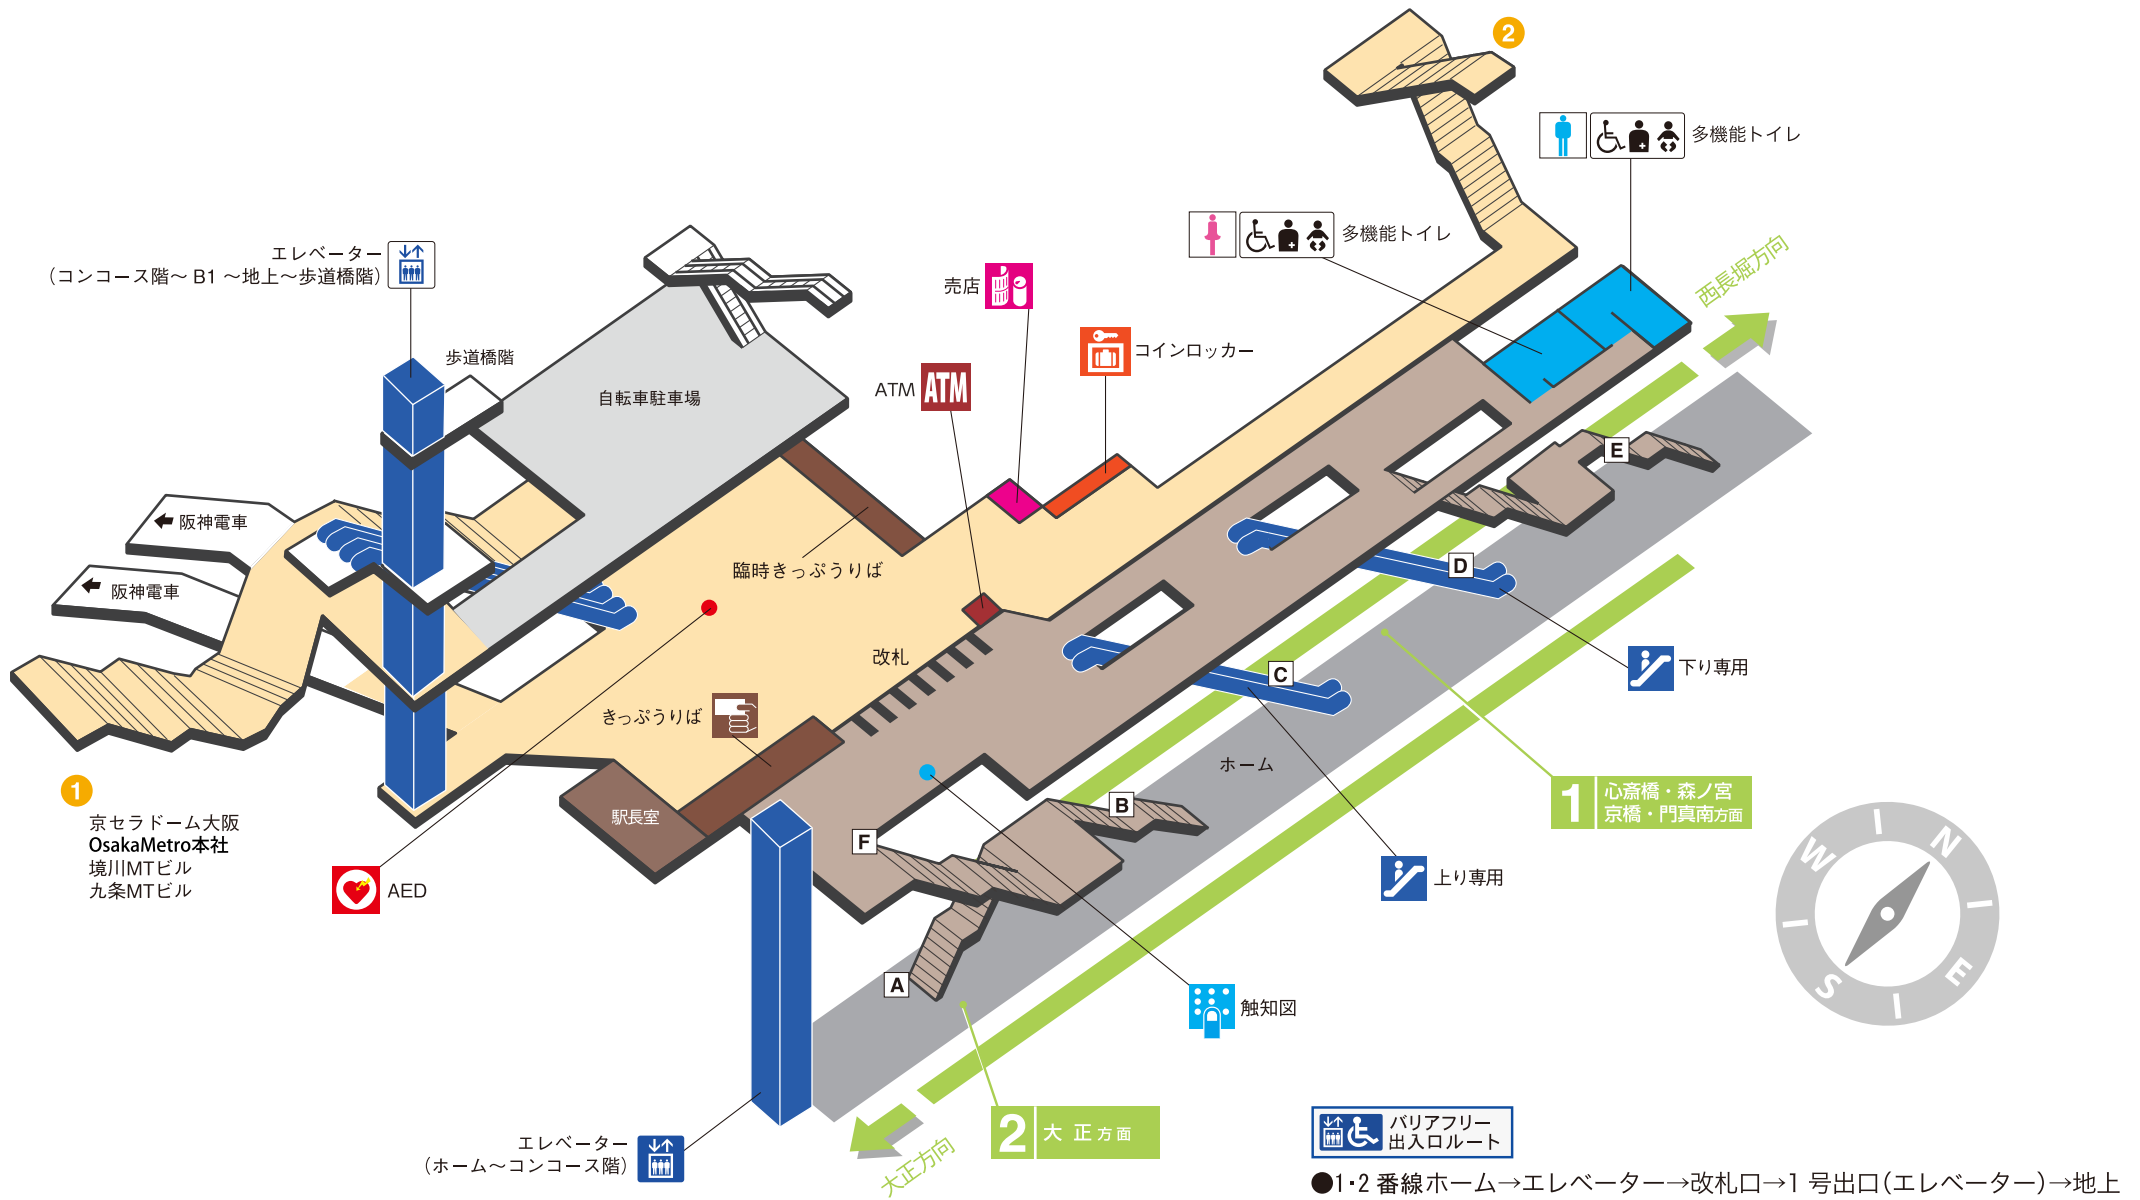 2
多機能トイレ
多機能トイレ
西長堀方向
エレベーター
（コンコース階～B1～地上～歩道橋階）
歩道橋階
自転車駐車場
売店
コインロッカー
ATM ATM
阪神電車
阪神電車
臨時きっぷうりば
改札
きっぷうりば
駅長室
E
D
C
B
F
A
下り専用
上り専用
ホーム
1 心斎橋・森ノ宮
京橋・門真南方面
1
京セラドーム大阪
OsakaMetro本社
境川MTビル
九条MTビル
AED
触知図
2 大 正方面
大正方向
エレベーター
（ホーム～コンコース階）
N
W
E
S
バリアフリー
出入口ルート
●1・2番線ホーム→エレベーター→改札口→1号出口（エレベーター）→地上